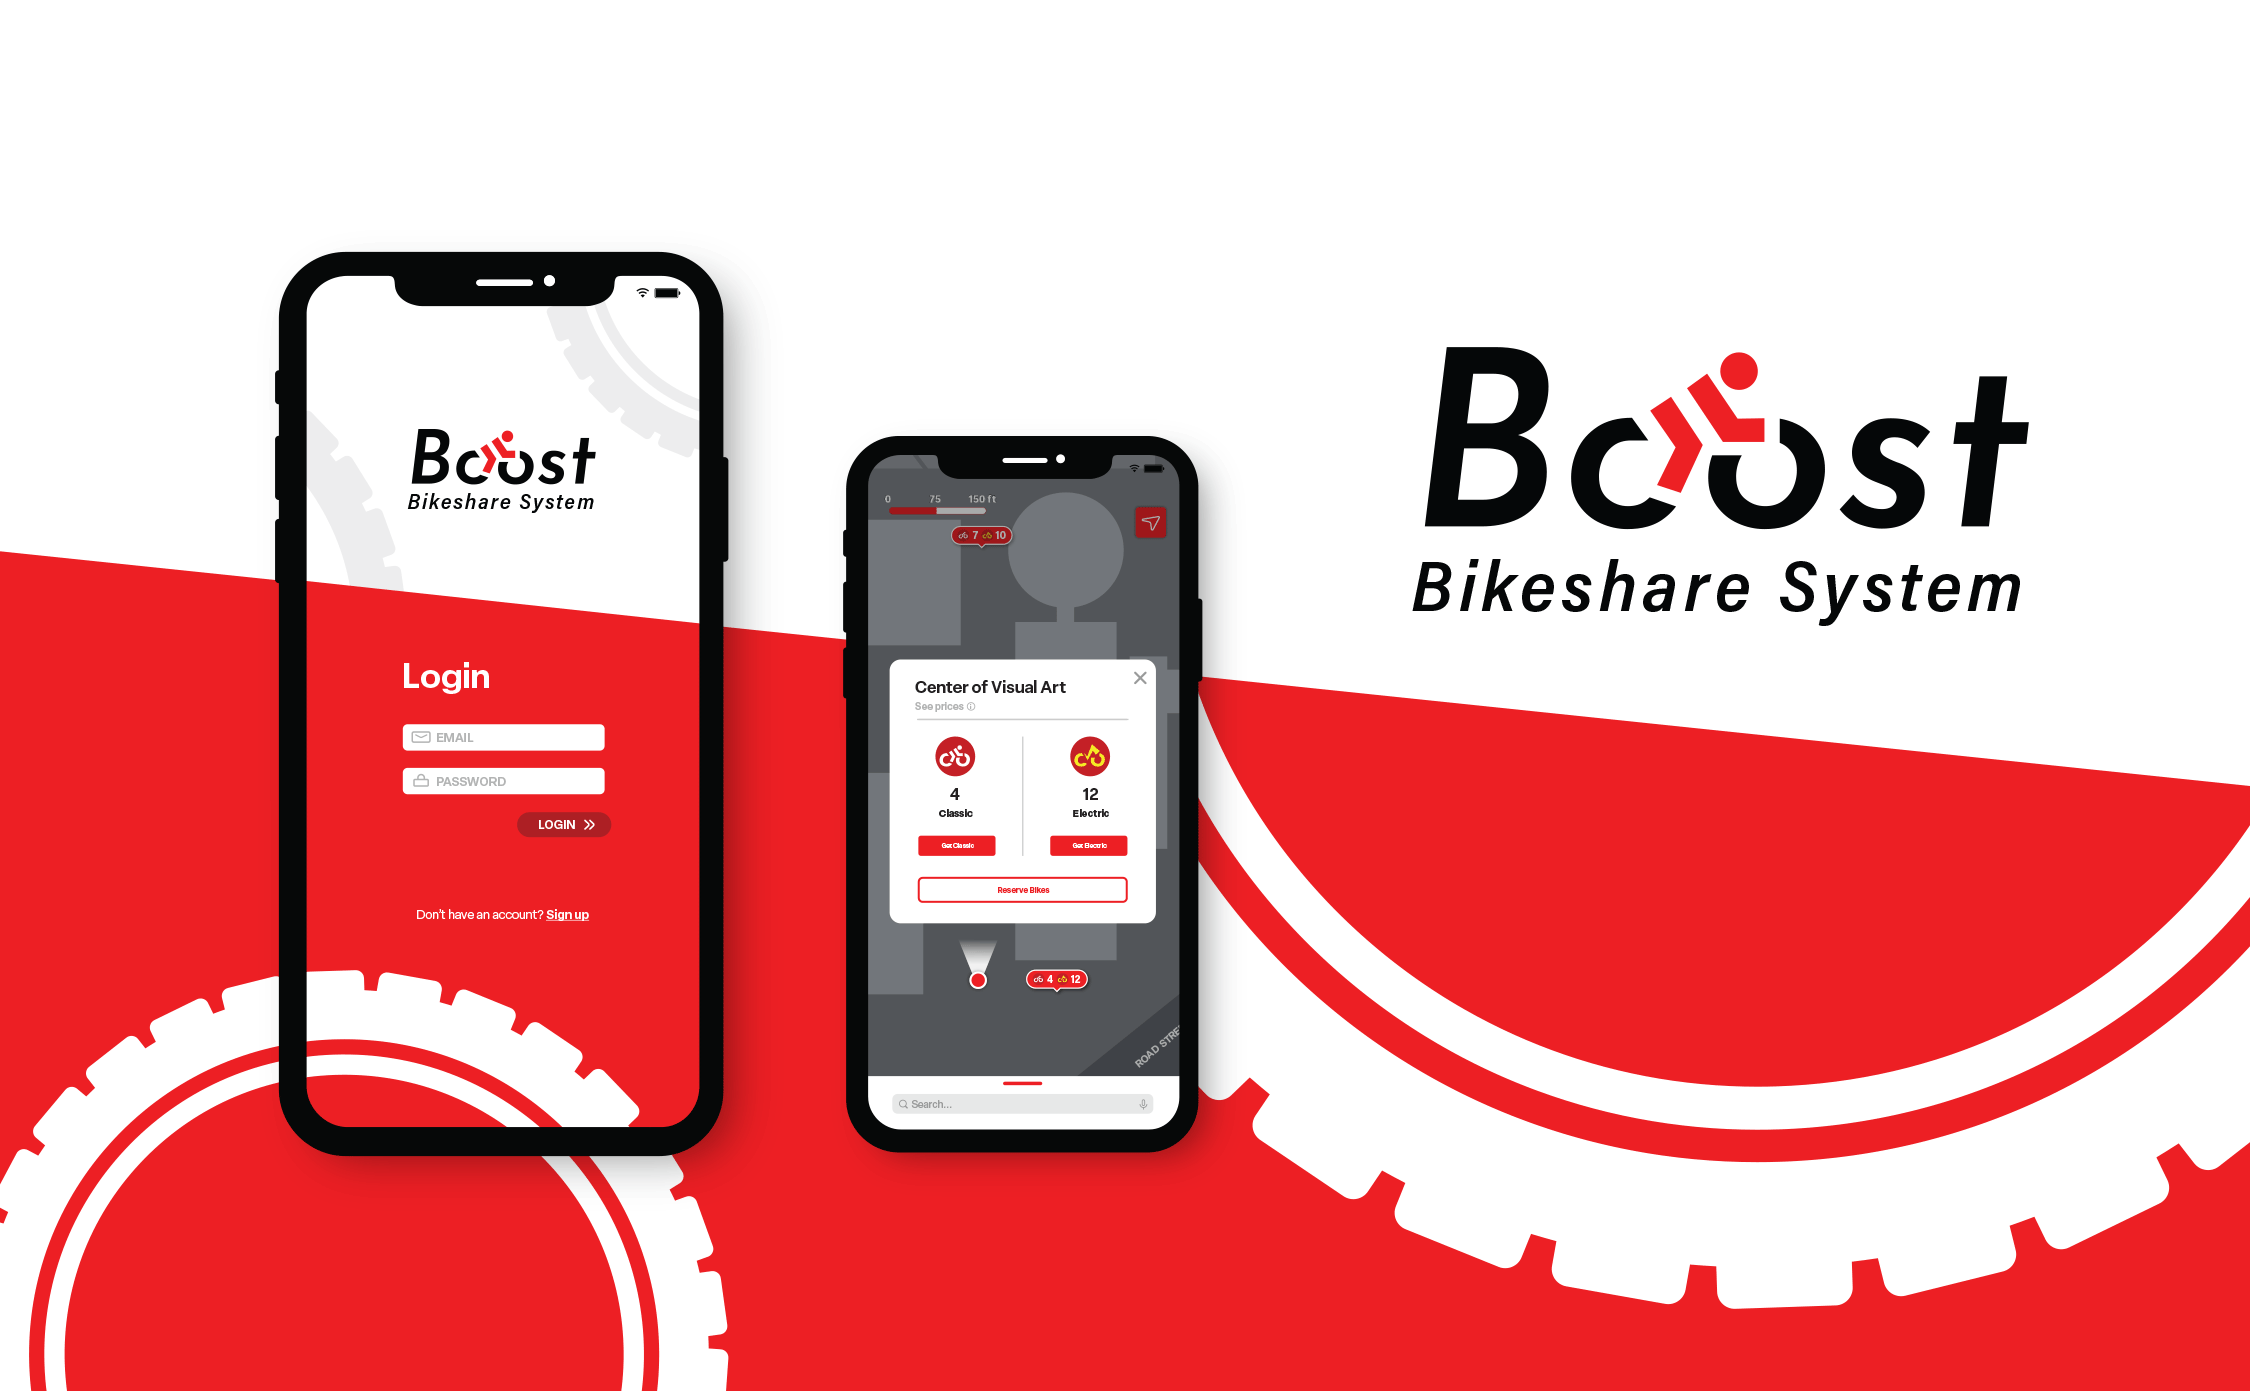 Boost
Bikeshare System
Login
EMAIL
PASSWORD
LOGIN
Don't have an account? Sign up
0 75 150 ft
7 10
Center of Visual Art
See prices
4 12
Classic Electric
Get Classic Get Electric
Reserve Bikes
4 12
ROAD STRE
Search...
Boost
Bikeshare System